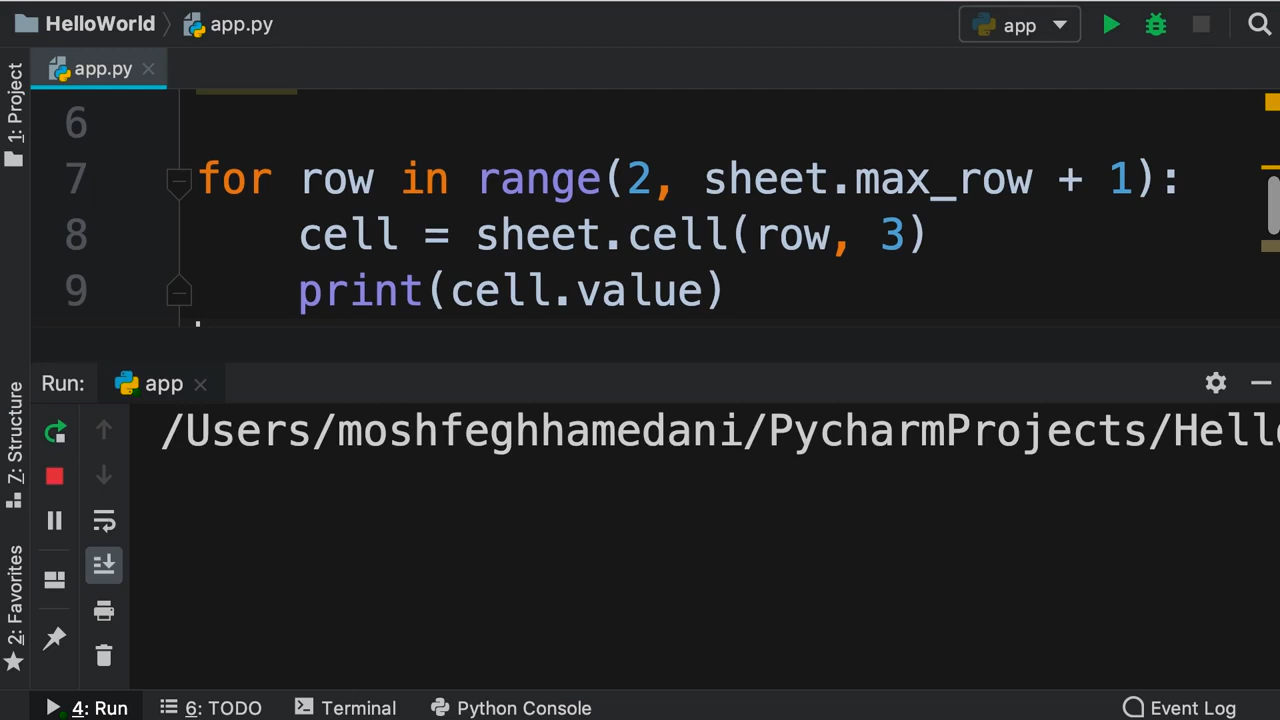 HelloWorld app.py
app
app.py
1: Project
6
7 for row in range(2, sheet.max_row + 1):
8 cell = sheet.cell(row, 3)
9 print(cell.value)
Run: app
/Users/moshfeghhamedani/PycharmProjects/Hell
Z: Structure
2: Favorites
4: Run 6: TODO Terminal Python Console Event Log